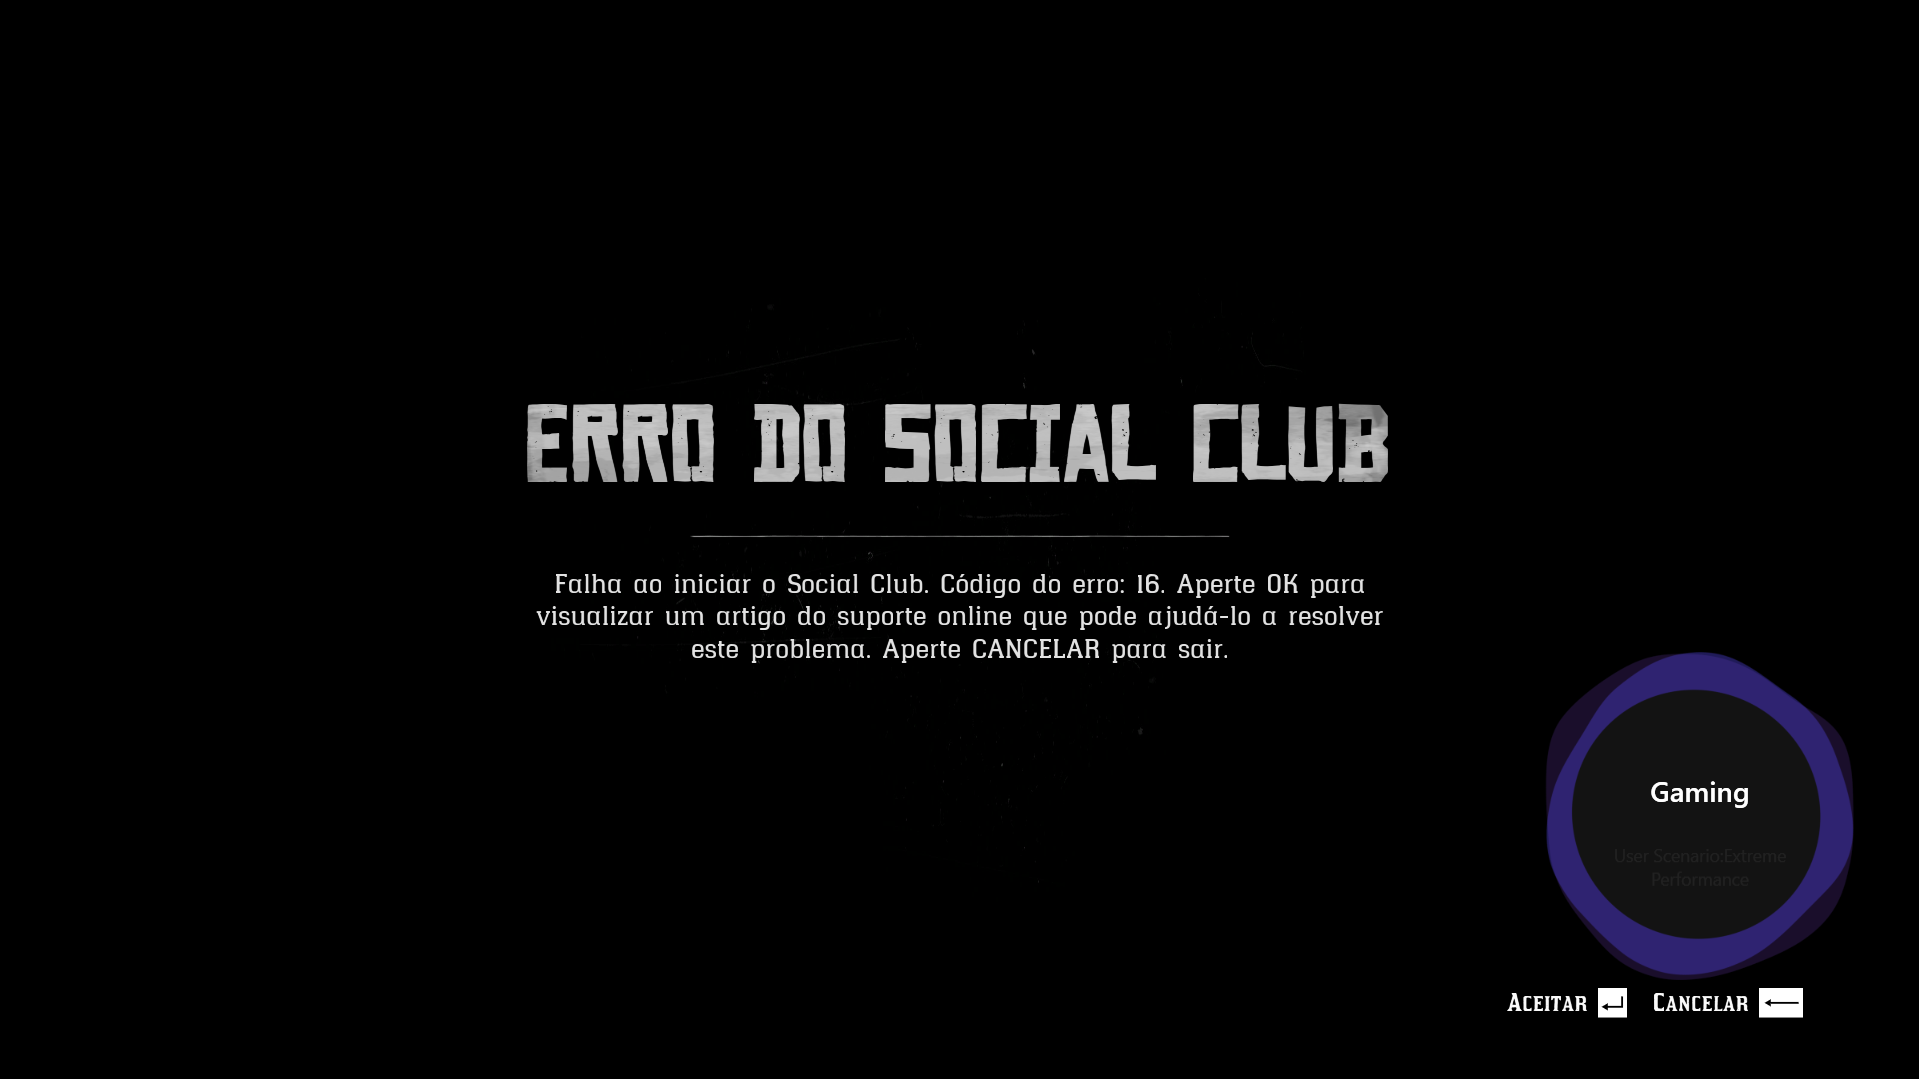 ERRO DO SOCIAL CLUB
Falha ao iniciar o Social Club. Código do erro: 16. Aperte OK para
visualizar um artigo do suporte online que pode ajudá-lo a resolver
este problema. Aperte CANCELAR para sair.
Gaming
User Scenario:Extreme
Performance
ACEITAR CANCELAR